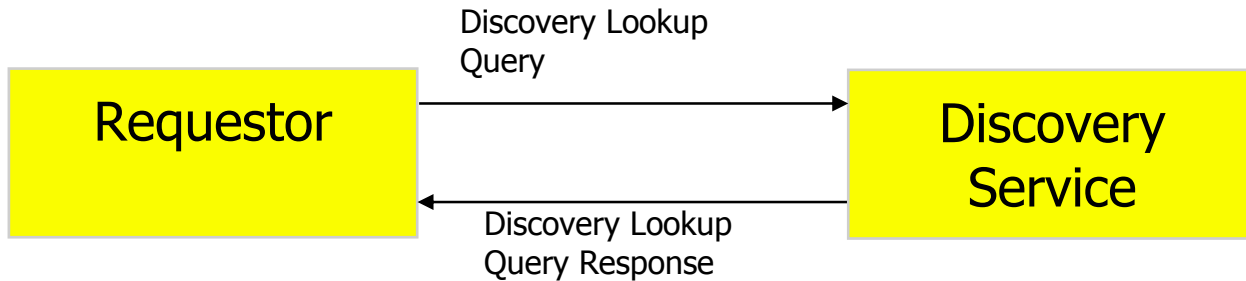 Discovery Lookup
Query
Requestor
Discovery
Service
Discovery Lookup
Query Response